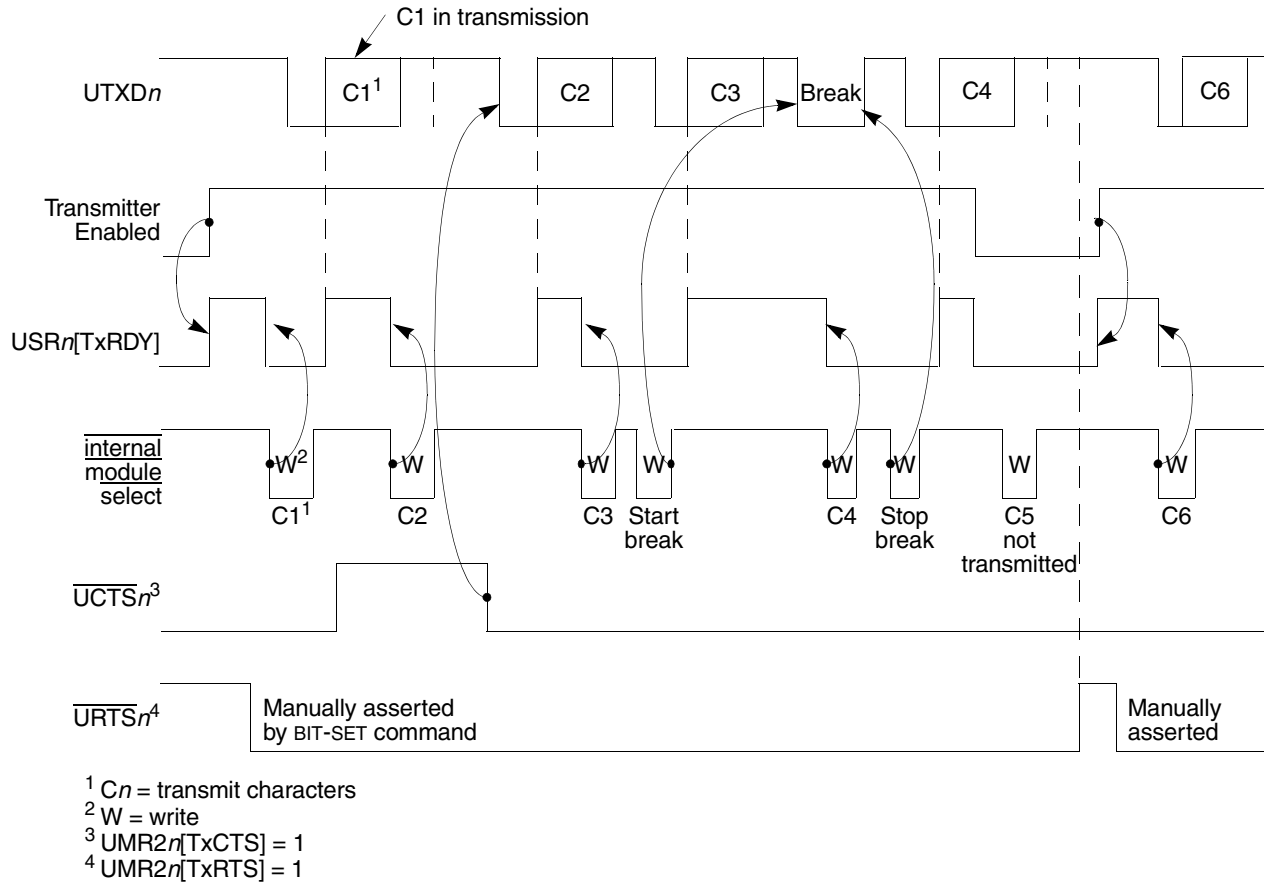 C1 in transmission
UTXDn
C1¹
C2
C3
Break
C4
C6
Transmitter
Enabled
USRn[TxRDY]
internal
module
select
W²
W
W
W
W
W
W
W
C1¹
C2
C3
Start
break
C4
Stop
break
C5
not
transmitted
C6
UCTSn³
URTSn⁴
Manually asserted
by BIT-SET command
Manually
asserted
¹ Cn = transmit characters
² W = write
³ UMR2n[TxCTS] = 1
⁴ UMR2n[TxRTS] = 1